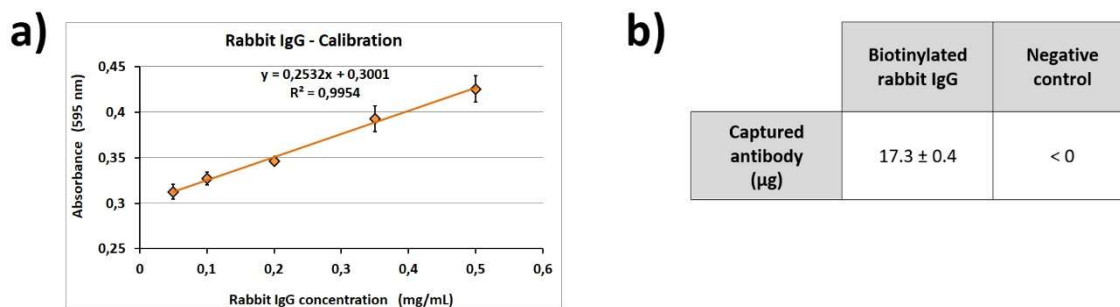 a)
Rabbit IgG - Calibration
y = 0,2532x + 0,3001
R² = 0,9954
Absorbance (595 nm)
0,45
0,4
0,35
0,3
0,25
0
0,1
0,2
0,3
0,4
0,5
0,6
Rabbit IgG concentration (mg/mL)
b)
Biotinylated
rabbit IgG
Negative
control
Captured
antibody
(µg)
17.3 ± 0.4
< 0